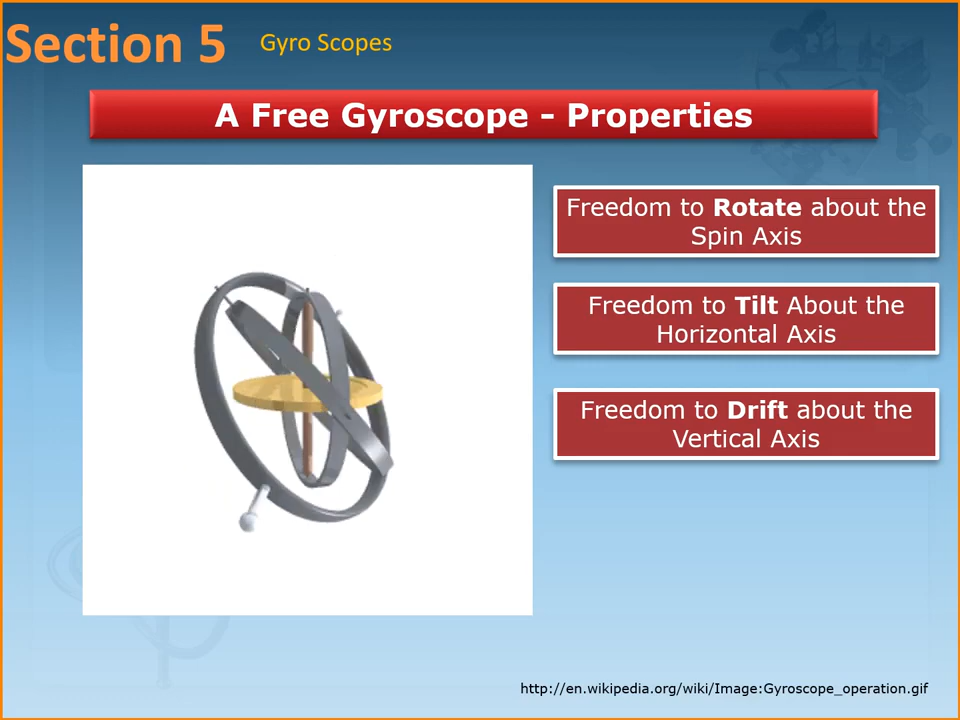 Section 5
Gyro Scopes
A Free Gyroscope - Properties
Freedom to Rotate about the
Spin Axis
Freedom to Tilt About the
Horizontal Axis
Freedom to Drift about the
Vertical Axis
http://en.wikipedia.org/wiki/Image:Gyroscope_operation.gif